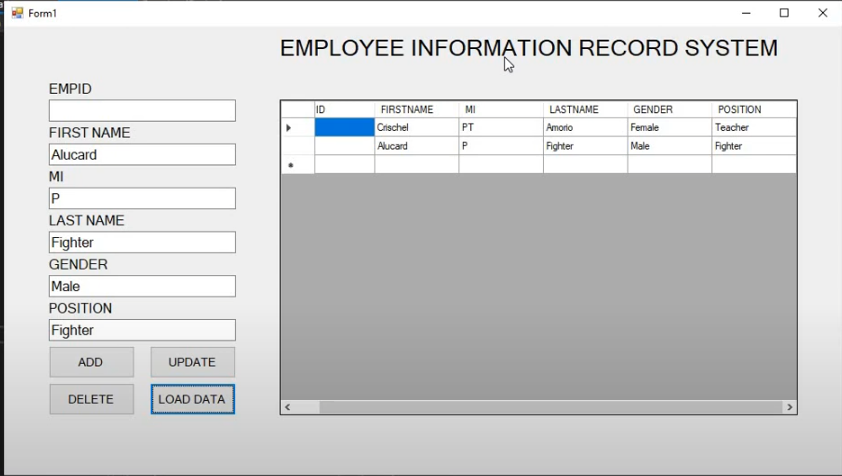 Form1
EMPLOYEE INFORMATION RECORD SYSTEM
EMPID
FIRST NAME
Alucard
MI
P
LAST NAME
Fighter
GENDER
Male
POSITION
Fighter
ADD UPDATE
DELETE LOAD DATA
ID FIRSTNAME MI LASTNAME GENDER POSITION
Crischel PT Amorio Female Teacher
Alucard P Fighter Male Fighter